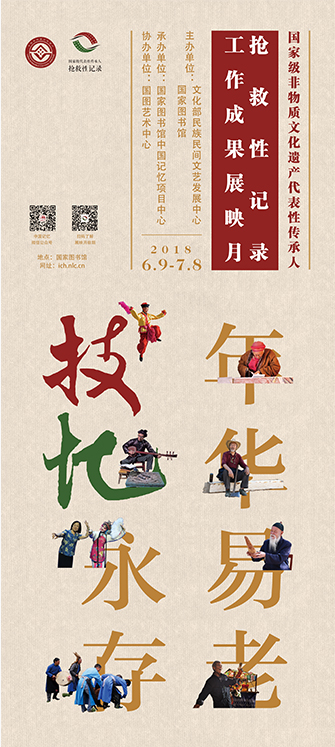 国家级非物质文化遗产代表性传承人
抢救性记录
工作成果展映月
主办单位：文化部民族民间文艺发展中心
国家图书馆
承办单位：国家图书馆中国记忆项目中心
协办单位：国图艺术中心
2018
6.9-7.8
抢救性记录
地点：国家图书馆
网址：ich.nlc.cn
年华易老
技忆永存